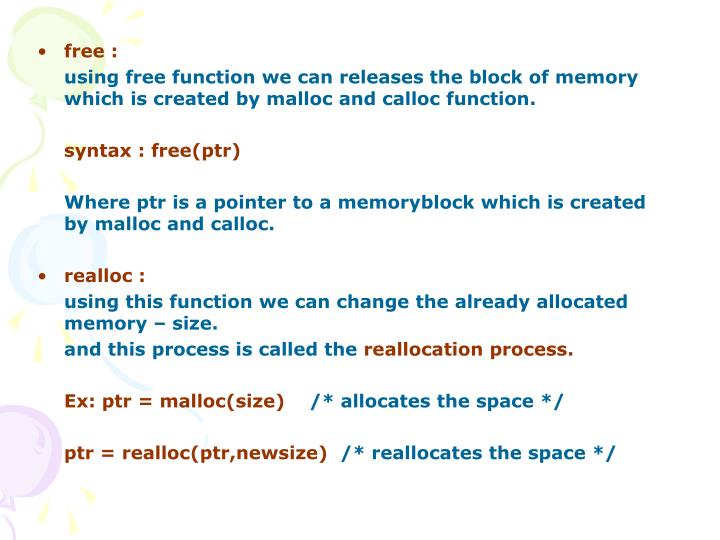 • free :
using free function we can releases the block of memory
which is created by malloc and calloc function.
syntax : free(ptr)
Where ptr is a pointer to a memoryblock which is created
by malloc and calloc.
• realloc :
using this function we can change the already allocated
memory – size.
and this process is called the reallocation process.
Ex: ptr = malloc(size) /* allocates the space */
ptr = realloc(ptr,newsize) /* reallocates the space */